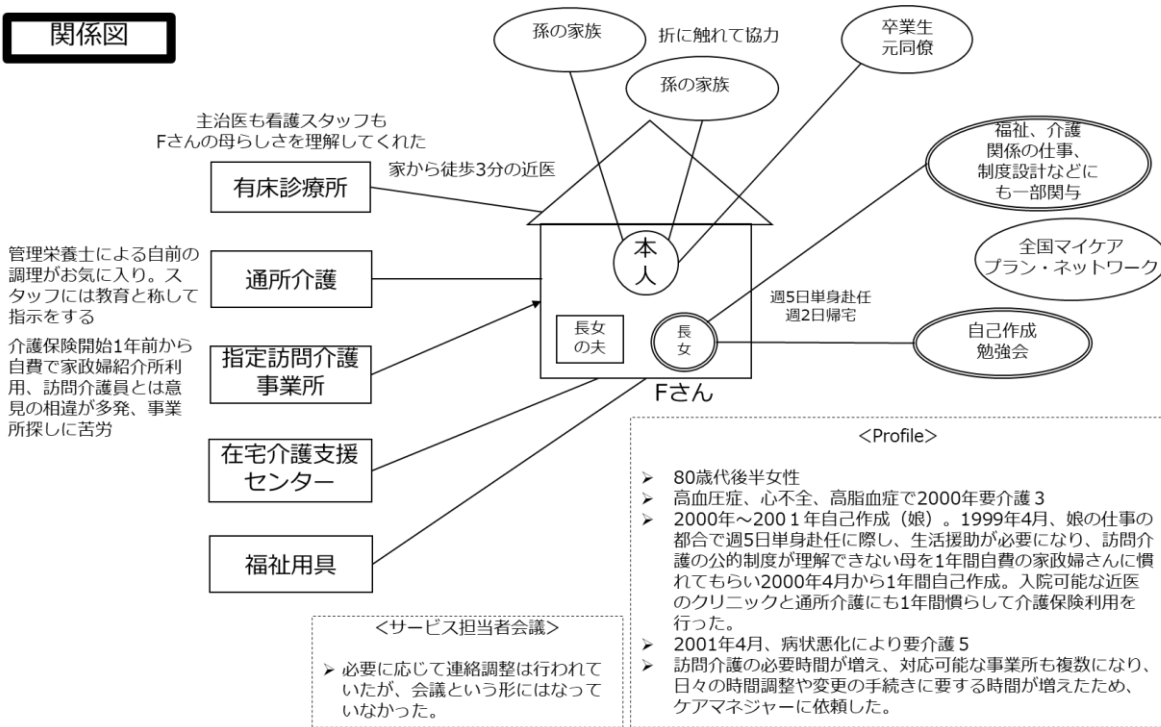 関係図
孫の家族
折に触れて協力
孫の家族
卒業生
元同僚
主治医も看護スタッフも
Fさんの母らしさを理解してくれた
有床診療所
家から徒歩3分の近医
福祉、介護
関係の仕事、
制度設計などに
も一部関与
管理栄養士による自前の
調理がお気に入り。ス
タッフには教育と称して
指示をする
通所介護
本
人
全国マイケア
プラン・ネットワーク
週5日単身赴任
週2日帰宅
介護保険開始1年前から
自費で家政婦紹介所利
用、訪問介護員とは意
見の相違が多発、事業
所探しに苦労
指定訪問介護
事業所
長女
の夫
長
女
自己作成
勉強会
Fさん
在宅介護支援
センター
福祉用具
<Profile>
➢ 80歳代後半女性
➢ 高血圧症、心不全、高脂血症で2000年要介護3
➢ 2000年～200１年自己作成（娘）。1999年4月、娘の仕事の
都合で週5日単身赴任に際し、生活援助が必要になり、訪問介
護の公的制度が理解できない母を1年間自費の家政婦さんに慣
れてもらい2000年4月から1年間自己作成。入院可能な近医
のクリニックと通所介護にも1年間慣らして介護保険利用を
行った。
➢ 2001年4月、病状悪化により要介護5
➢ 訪問介護の必要時間が増え、対応可能な事業所も複数になり、
日々の時間調整や変更の手続きに要する時間が増えたため、
ケアマネジャーに依頼した。
<サービス担当者会議>
➢ 必要に応じて連絡調整は行われて
いたが、会議という形にはなって
いなかった。